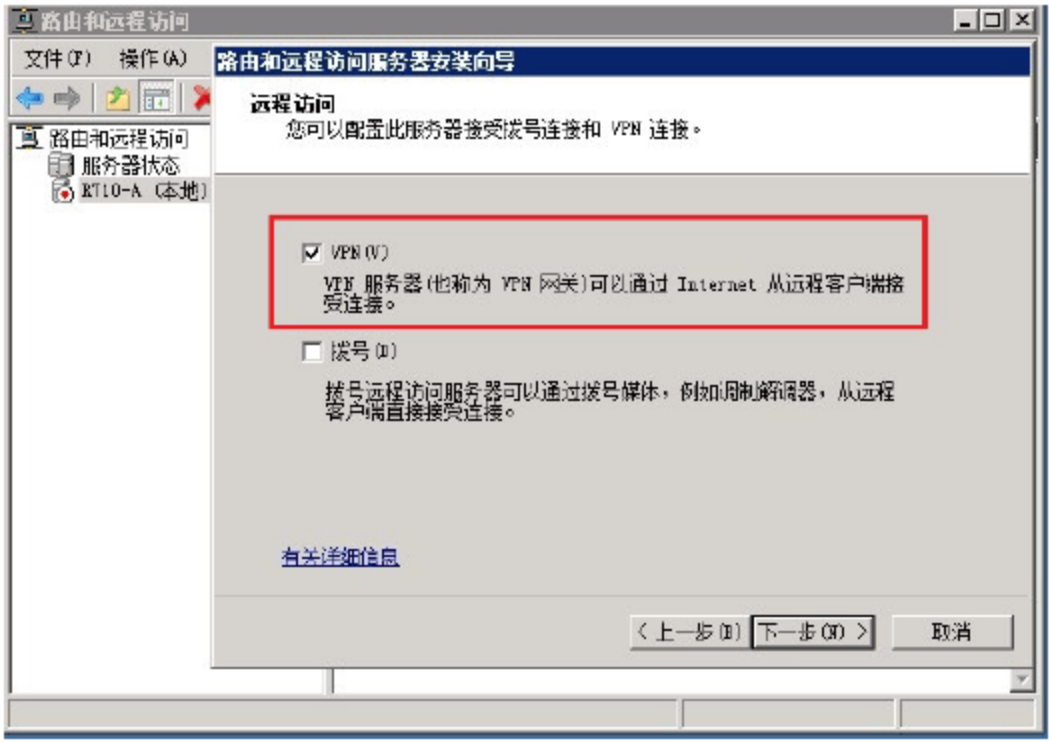 路由和远程访问
文件(F) 操作(A)
路由和远程访问服务器安装向导
远程访问
您可以配置此服务器接受拨号连接和 VPN 连接。
路由和远程访问
服务器状态
RT10-A (本地)
VPN(V)
VPN 服务器(也称为 VPN 网关)可以通过 Internet 从远程客户端接
受连接。
拨号(D)
拨号远程访问服务器可以通过拨号媒体，例如调制解调器，从远程
客户端直接接受连接。
有关详细信息
< 上一步(B) 下一步(N) > 取消